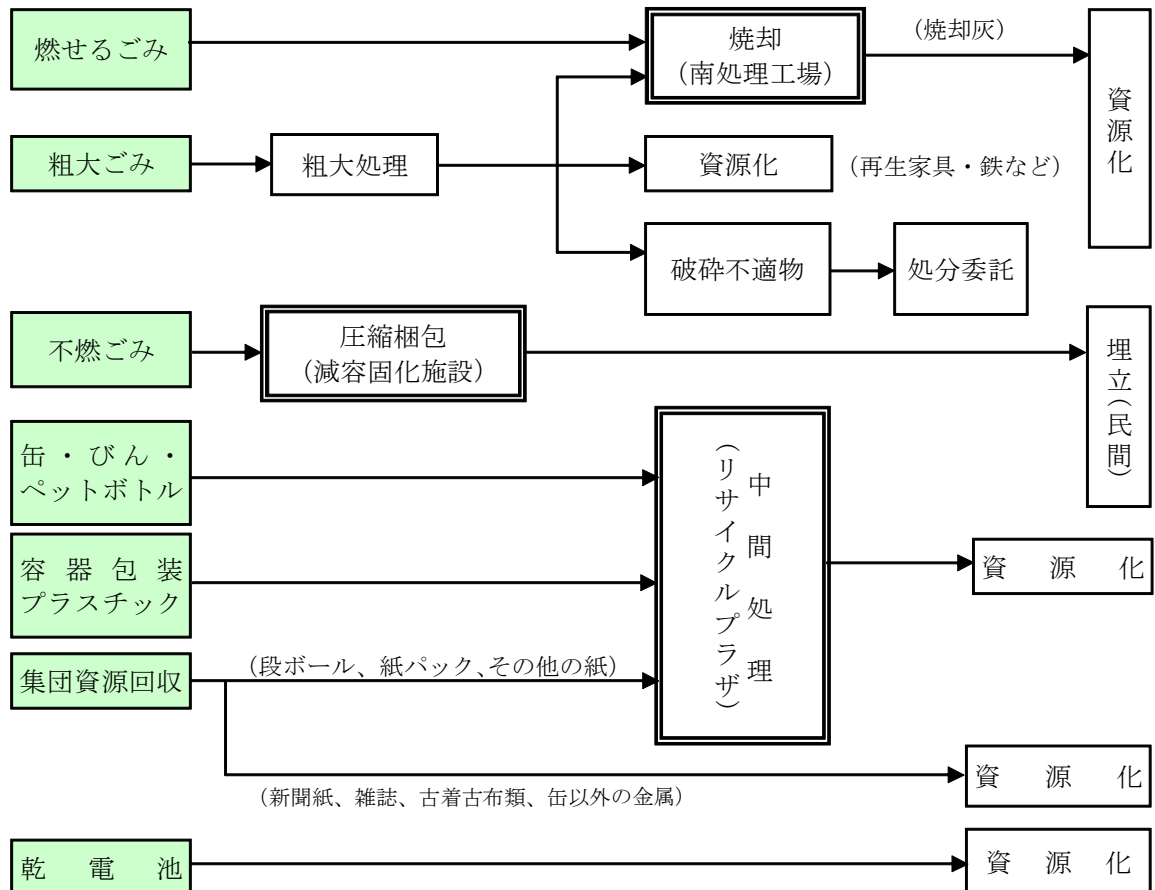 燃せるごみ
焼却
（南処理工場）
（焼却灰）
資源化
粗大ごみ
粗大処理
資源化
（再生家具・鉄など）
破砕不適物
処分委託
不燃ごみ
圧縮梱包
（減容固化施設）
埋立（民間）
缶・びん・
ペットボトル
容器包装
プラスチック
中間処理
（リサイクルプラザ）
資源化
集団資源回収
（段ボール、紙パック、その他の紙）
（新聞紙、雑誌、古着古布類、缶以外の金属）
資源化
乾電池
資源化